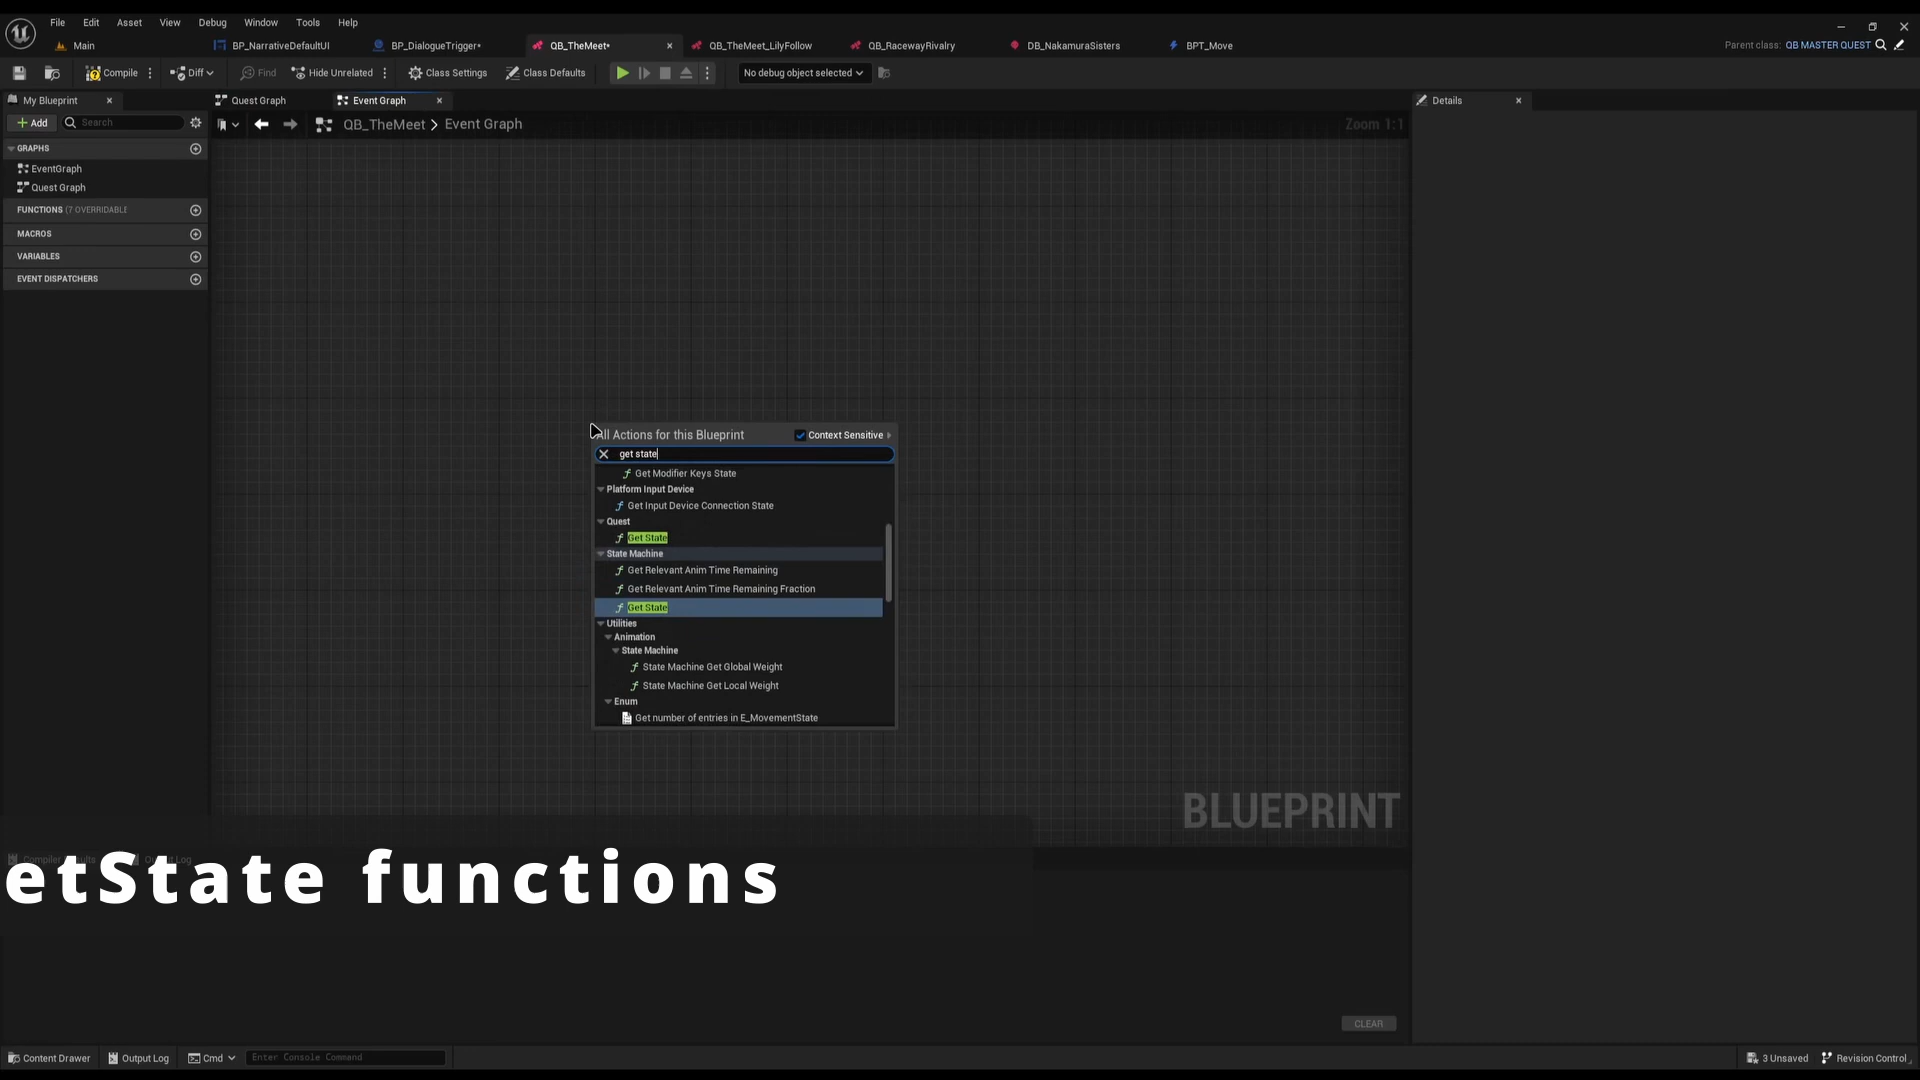 File Edit Asset View Debug Window Tools Help
Main BP_NarrativeDefaultUI BP_DialogueTrigger* QB_TheMeet* QB_TheMeet_LilyFollow QB_RacewayRivalry DB_NakamuraSisters BPT_Move Parent class: QB MASTER QUEST
Compile Diff Find Hide Unrelated Class Settings Class Defaults No debug object selected
My Blueprint Quest Graph Event Graph Details
Add Search QB_TheMeet > Event Graph Zoom 1:1
GRAPHS
EventGraph
Quest Graph
FUNCTIONS (7 OVERRIDABLE
MACROS
VARIABLES
EVENT DISPATCHERS
All Actions for this Blueprint Context Sensitive
get state
Get Modifier Keys State
Platform Input Device
Get Input Device Connection State
Quest
Get State
State Machine
Get Relevant Anim Time Remaining
Get Relevant Anim Time Remaining Fraction
Get State
Utilities
Animation
State Machine
State Machine Get Global Weight
State Machine Get Local Weight
Enum
Get number of entries in E_MovementState
BLUEPRINT
etState functions
CLEAR
Content Drawer Output Log Cmd Enter Console Command 3 Unsaved Revision Control